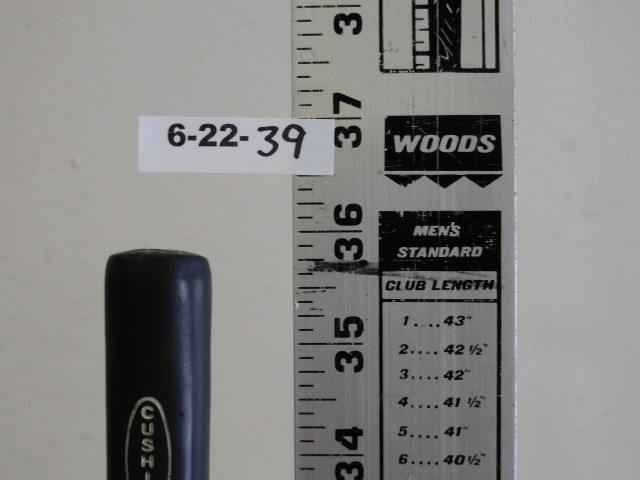 6-22-39
3
37
36
35
34
WOODS
MEN'S
STANDARD
CLUB LENGTH
1....43"
2....42 1/2"
3....42"
4....41 1/2"
5....41"
6....40 1/2"
CUSHI